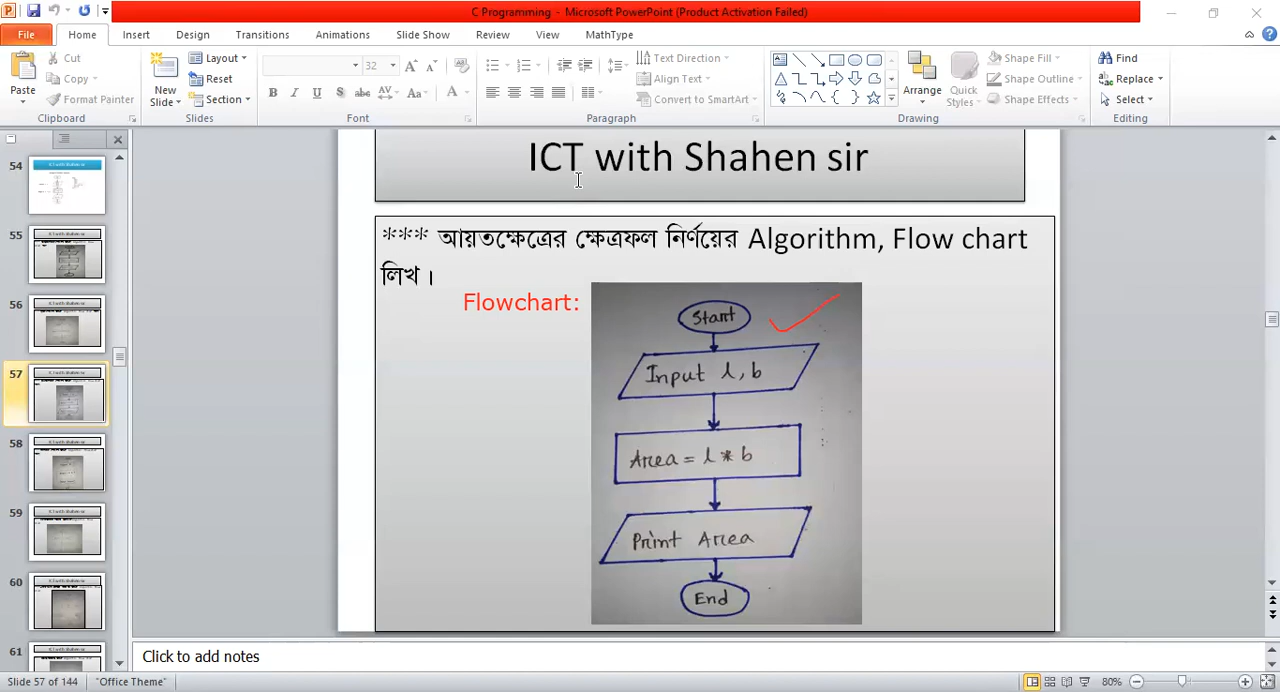 C Programming - Microsoft PowerPoint (Product Activation Failed)
File Home Insert Design Transitions Animations Slide Show Review View MathType
Paste
Cut
Copy
Format Painter
Clipboard
New Slide
Layout
Reset
Section
Slides
32
Font
Text Direction
Align Text
Convert to SmartArt
Paragraph
Arrange
Quick Styles
Shape Fill
Shape Outline
Shape Effects
Drawing
Find
Replace
Select
Editing
54
55
56
57
58
59
60
61
ICT with Shahen sir
*** আয়তক্ষেত্রের ক্ষেত্রফল নির্ণয়ের Algorithm, Flow chart
লিখ।
Flowchart:
Start
Input l, b
Area = l * b
Print Area
End
Click to add notes
Slide 57 of 144 "Office Theme" 80%